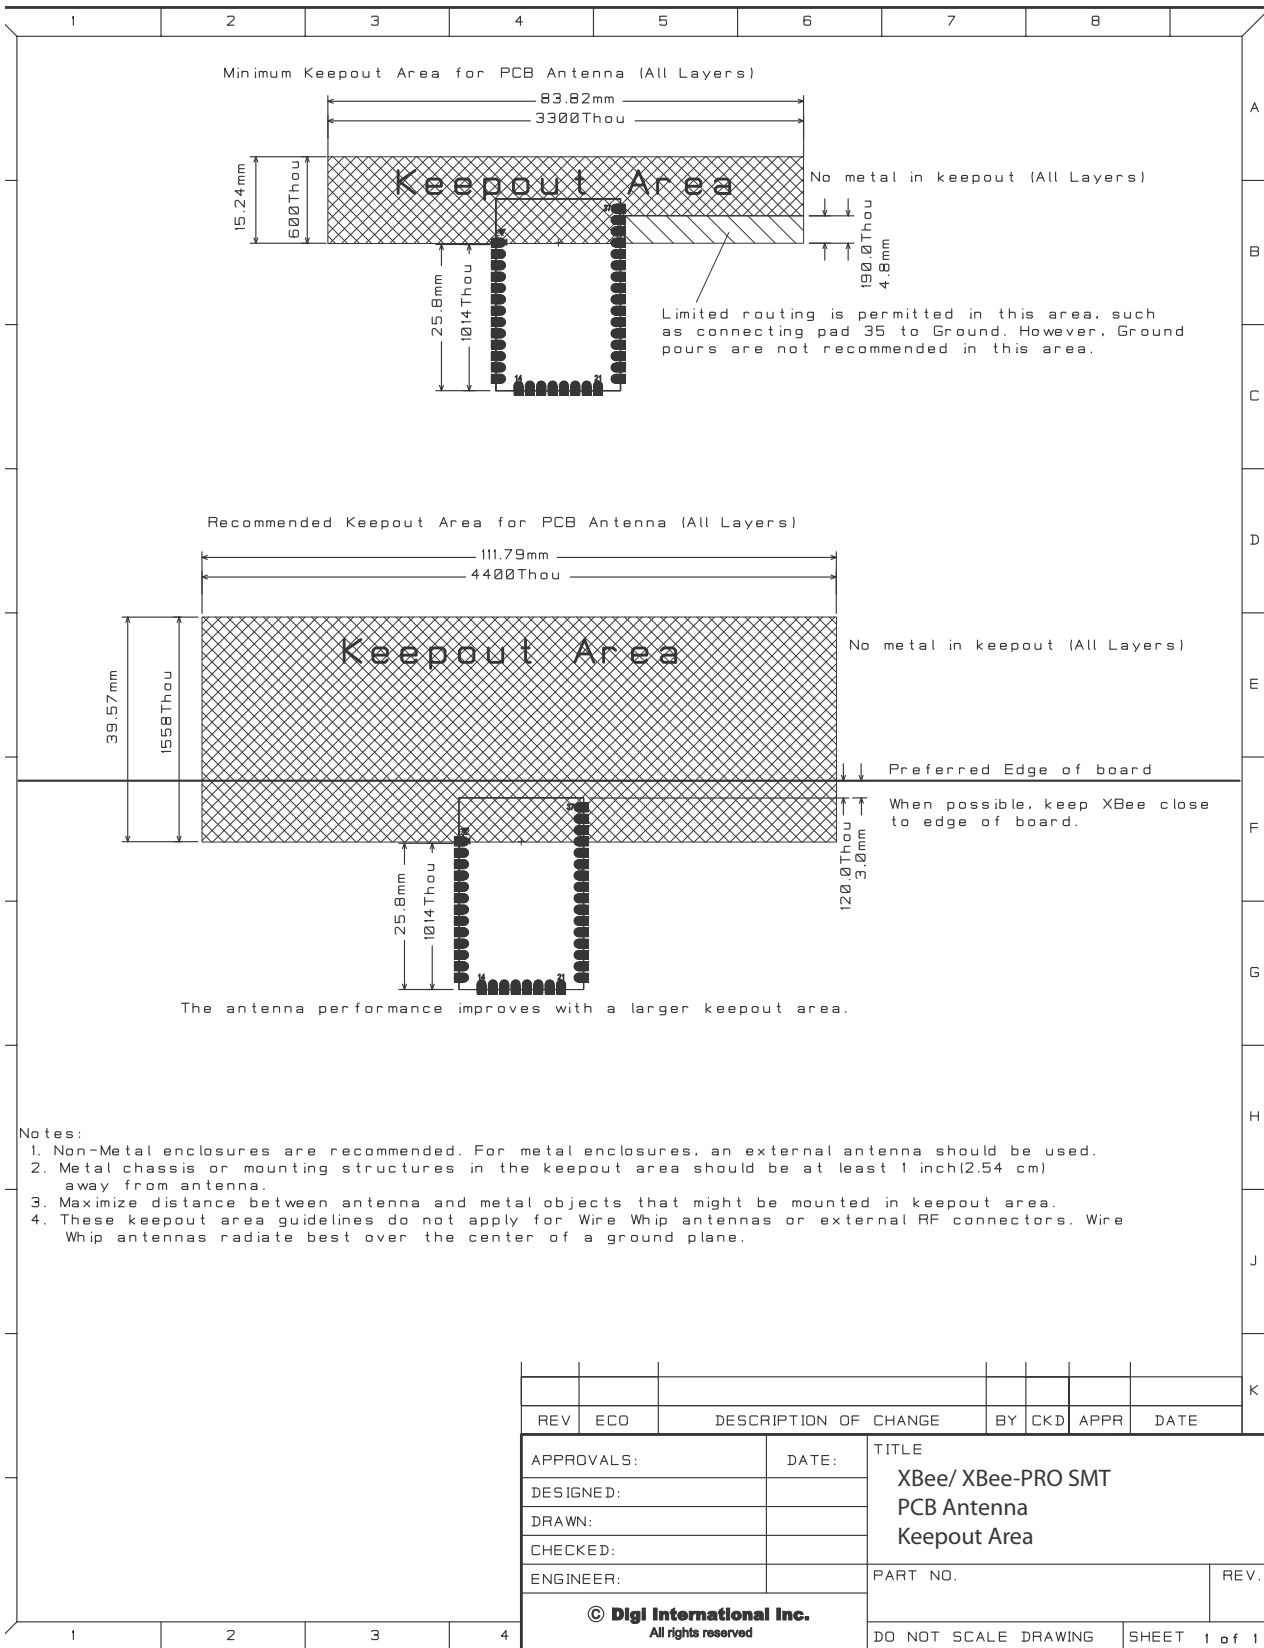 1 2 3 4 5 6 7 8
A
B
C
D
E
F
G
H
J
K
Minimum Keepout Area for PCB Antenna (All Layers)
83.82mm
3300Thou
15.24mm
600Thou
Keepout Area
No metal in keepout (All Layers)
37
190.0Thou
4.8mm
25.8mm
1014Thou
Limited routing is permitted in this area, such
as connecting pad 35 to Ground. However, Ground
pours are not recommended in this area.
14 21
Recommended Keepout Area for PCB Antenna (All Layers)
111.79mm
4400Thou
39.57mm
1558Thou
Keepout Area
No metal in keepout (All Layers)
Preferred Edge of board
When possible, keep XBee close
to edge of board.
120.0Thou
3.0mm
37
25.8mm
1014Thou
14 21
The antenna performance improves with a larger keepout area.
Notes:
1. Non-Metal enclosures are recommended. For metal enclosures, an external antenna should be used.
2. Metal chassis or mounting structures in the keepout area should be at least 1 inch(2.54 cm)
away from antenna.
3. Maximize distance between antenna and metal objects that might be mounted in keepout area.
4. These keepout area guidelines do not apply for Wire Whip antennas or external RF connectors. Wire
Whip antennas radiate best over the center of a ground plane.
REV ECO DESCRIPTION OF CHANGE BY CKD APPR DATE
APPROVALS: DATE:
DESIGNED:
DRAWN:
CHECKED:
ENGINEER:
TITLE
XBee/ XBee-PRO SMT
PCB Antenna
Keepout Area
PART NO. REV.
© Digi International Inc.
All rights reserved
DO NOT SCALE DRAWING SHEET 1 of 1
1 2 3 4